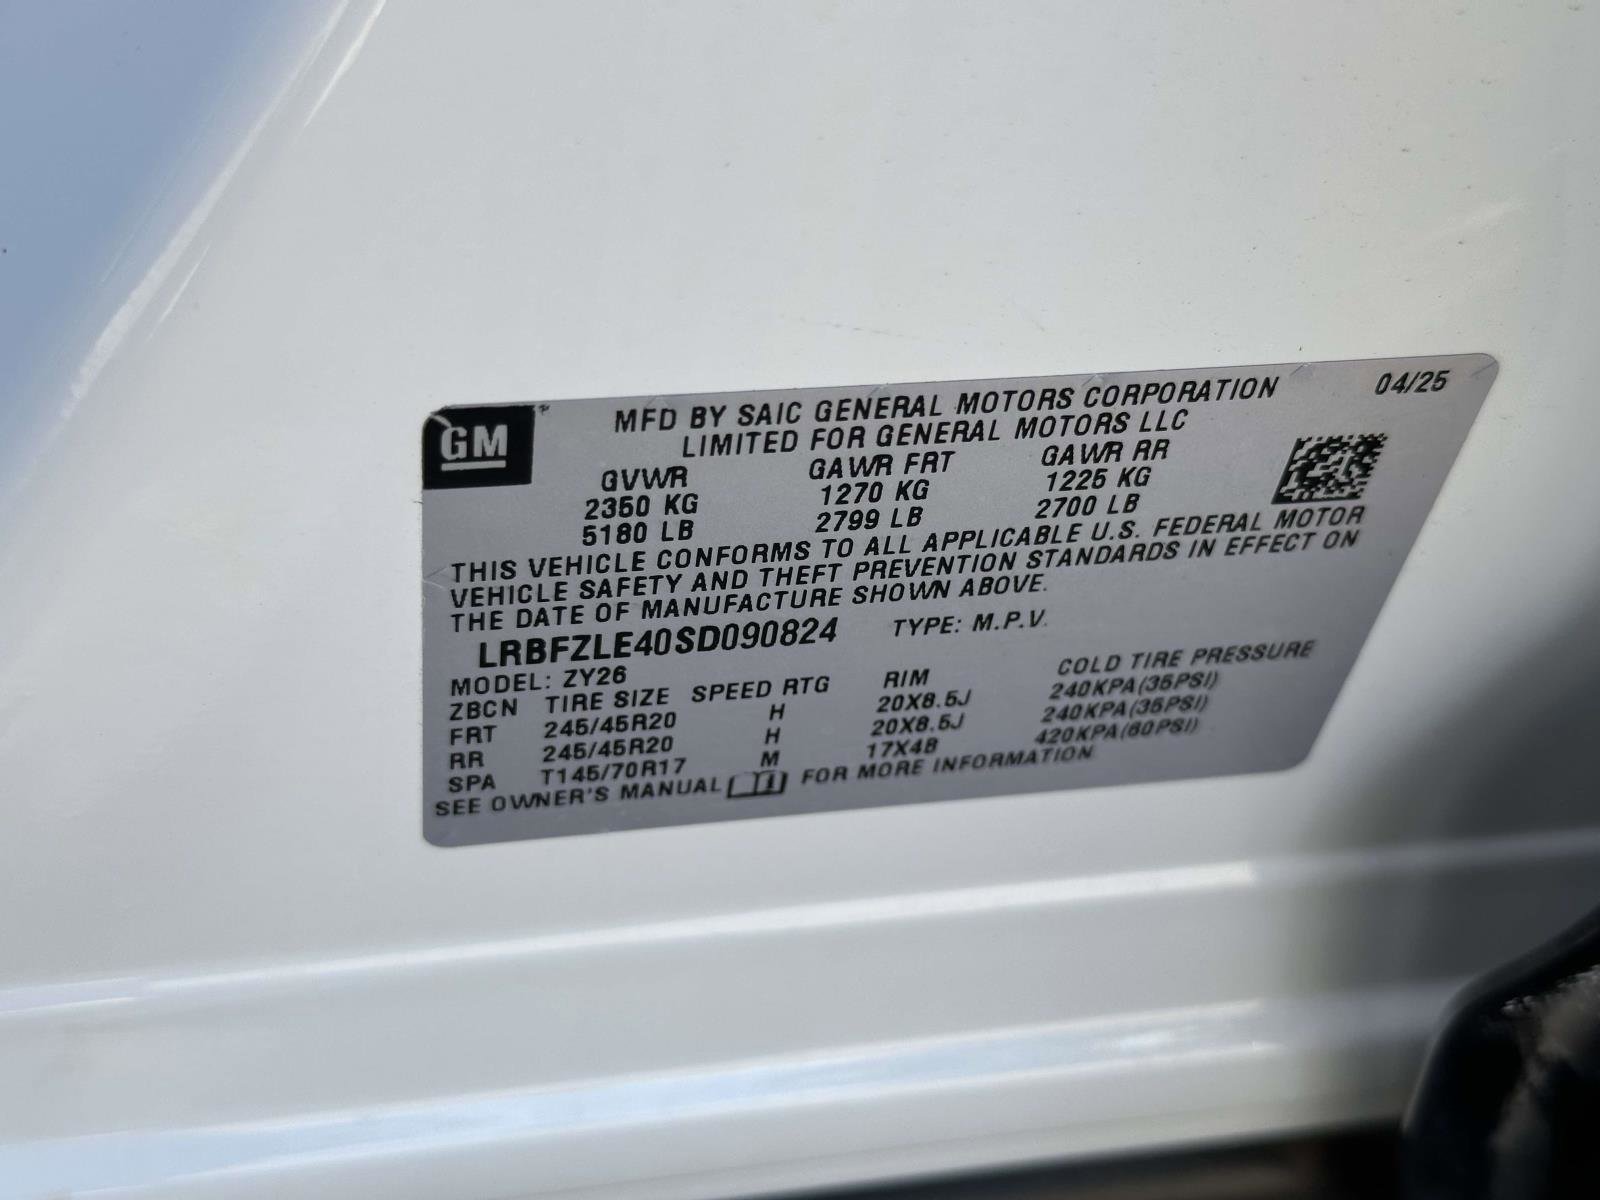 GM
MFD BY SAIC GENERAL MOTORS CORPORATION 04/25
LIMITED FOR GENERAL MOTORS LLC
GVWR GAWR FRT GAWR RR
2350 KG 1270 KG 1225 KG
5180 LB 2799 LB 2700 LB
THIS VEHICLE CONFORMS TO ALL APPLICABLE U.S. FEDERAL MOTOR
VEHICLE SAFETY AND THEFT PREVENTION STANDARDS IN EFFECT ON
THE DATE OF MANUFACTURE SHOWN ABOVE.
LRBFZLE40SD090824 TYPE: M.P.V.
MODEL: ZY26
ZBCN TIRE SIZE SPEED RTG RIM COLD TIRE PRESSURE
FRT 245/45R20 H 20X8.5J 240KPA(35PSI)
RR 245/45R20 H 20X8.5J 240KPA(35PSI)
SPA T145/70R17 M 17X4B 420KPA(60PSI)
SEE OWNER'S MANUAL FOR MORE INFORMATION